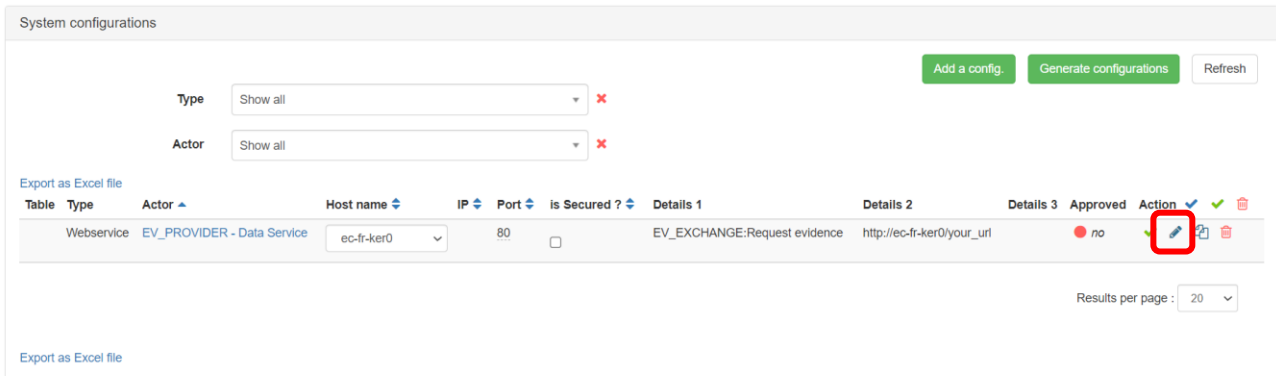 System configurations
Add a config. Generate configurations Refresh
Type Show all
Actor Show all
Export as Excel file
Table Type Actor Host name IP Port is Secured ? Details 1 Details 2 Details 3 Approved Action
Webservice EV_PROVIDER - Data Service ec-fr-ker0 80 EV_EXCHANGE:Request evidence http://ec-fr-ker0/your_url no
Results per page : 20
Export as Excel file